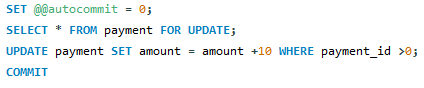 SET @@autocommit = 0;
SELECT * FROM payment FOR UPDATE;
UPDATE payment SET amount = amount +10 WHERE payment_id >0;
COMMIT